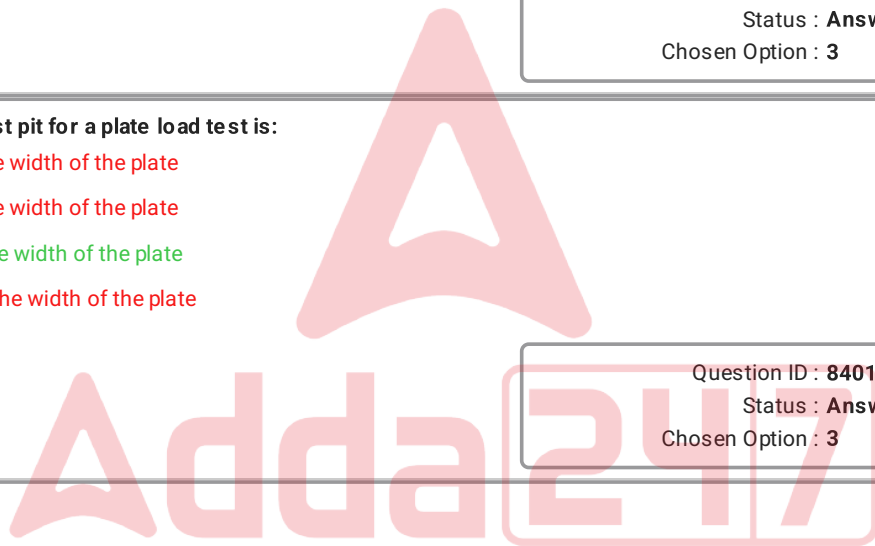 Status : Answ
Chosen Option : 3
st pit for a plate load test is:
e width of the plate
e width of the plate
e width of the plate
he width of the plate
Question ID : 8401
Status : Answ
Chosen Option : 3
Adda247